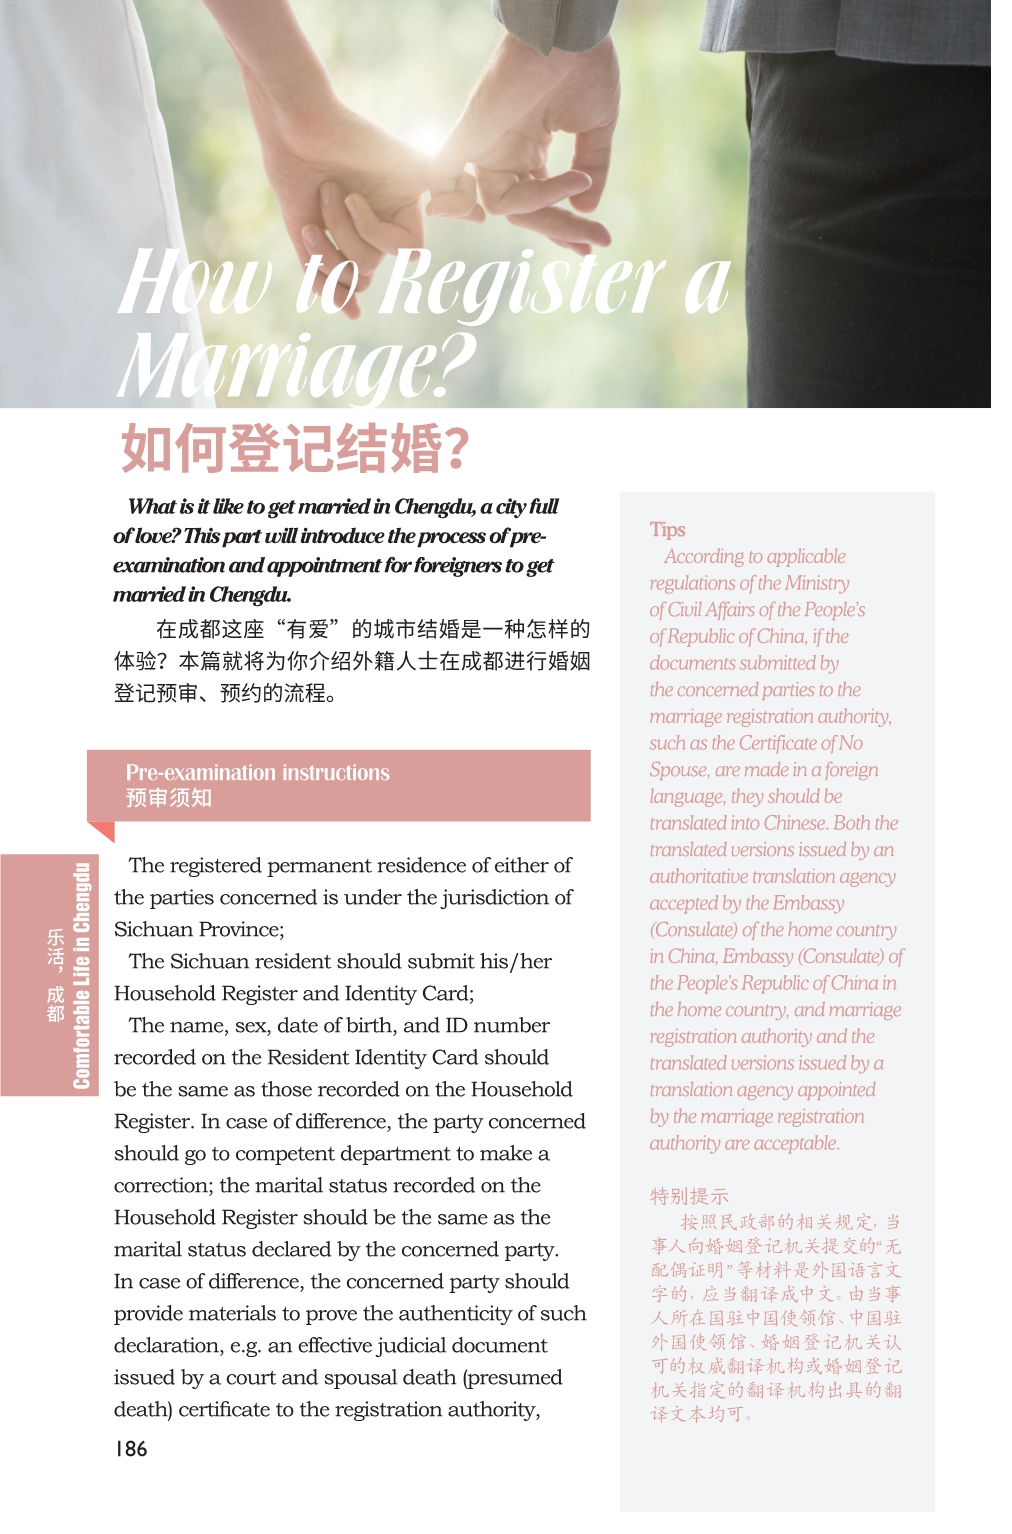 How to Register a
Marriage?
如何登记结婚？
What is it like to get married in Chengdu, a city full
of love? This part will introduce the process of pre-
examination and appointment for foreigners to get
married in Chengdu.
在成都这座“有爱”的城市结婚是一种怎样的
体验？本篇就将为你介绍外籍人士在成都进行婚姻
登记预审、预约的流程。
Pre-examination instructions
预审须知
The registered permanent residence of either of
the parties concerned is under the jurisdiction of
Sichuan Province;
The Sichuan resident should submit his/her
Household Register and Identity Card;
The name, sex, date of birth, and ID number
recorded on the Resident Identity Card should
be the same as those recorded on the Household
Register. In case of difference, the party concerned
should go to competent department to make a
correction; the marital status recorded on the
Household Register should be the same as the
marital status declared by the concerned party.
In case of difference, the concerned party should
provide materials to prove the authenticity of such
declaration, e.g. an effective judicial document
issued by a court and spousal death (presumed
death) certificate to the registration authority,
Tips
According to applicable
regulations of the Ministry
of Civil Affairs of the People's
of Republic of China, if the
documents submitted by
the concerned parties to the
marriage registration authority,
such as the Certificate of No
Spouse, are made in a foreign
language, they should be
translated into Chinese. Both the
translated versions issued by an
authoritative translation agency
accepted by the Embassy
(Consulate) of the home country
in China, Embassy (Consulate) of
the People's Republic of China in
the home country, and marriage
registration authority and the
translated versions issued by a
translation agency appointed
by the marriage registration
authority are acceptable.
特别提示
按照民政部的相关规定，当
事人向婚姻登记机关提交的“无
配偶证明”等材料是外国语言文
字的，应当翻译成中文。由当事
人所在国驻中国使领馆、中国驻
外国使领馆、婚姻登记机关认
可的权威翻译机构或婚姻登记
机关指定的翻译机构出具的翻
译文本均可。
乐活，成都
Comfortable Life in Chengdu
186